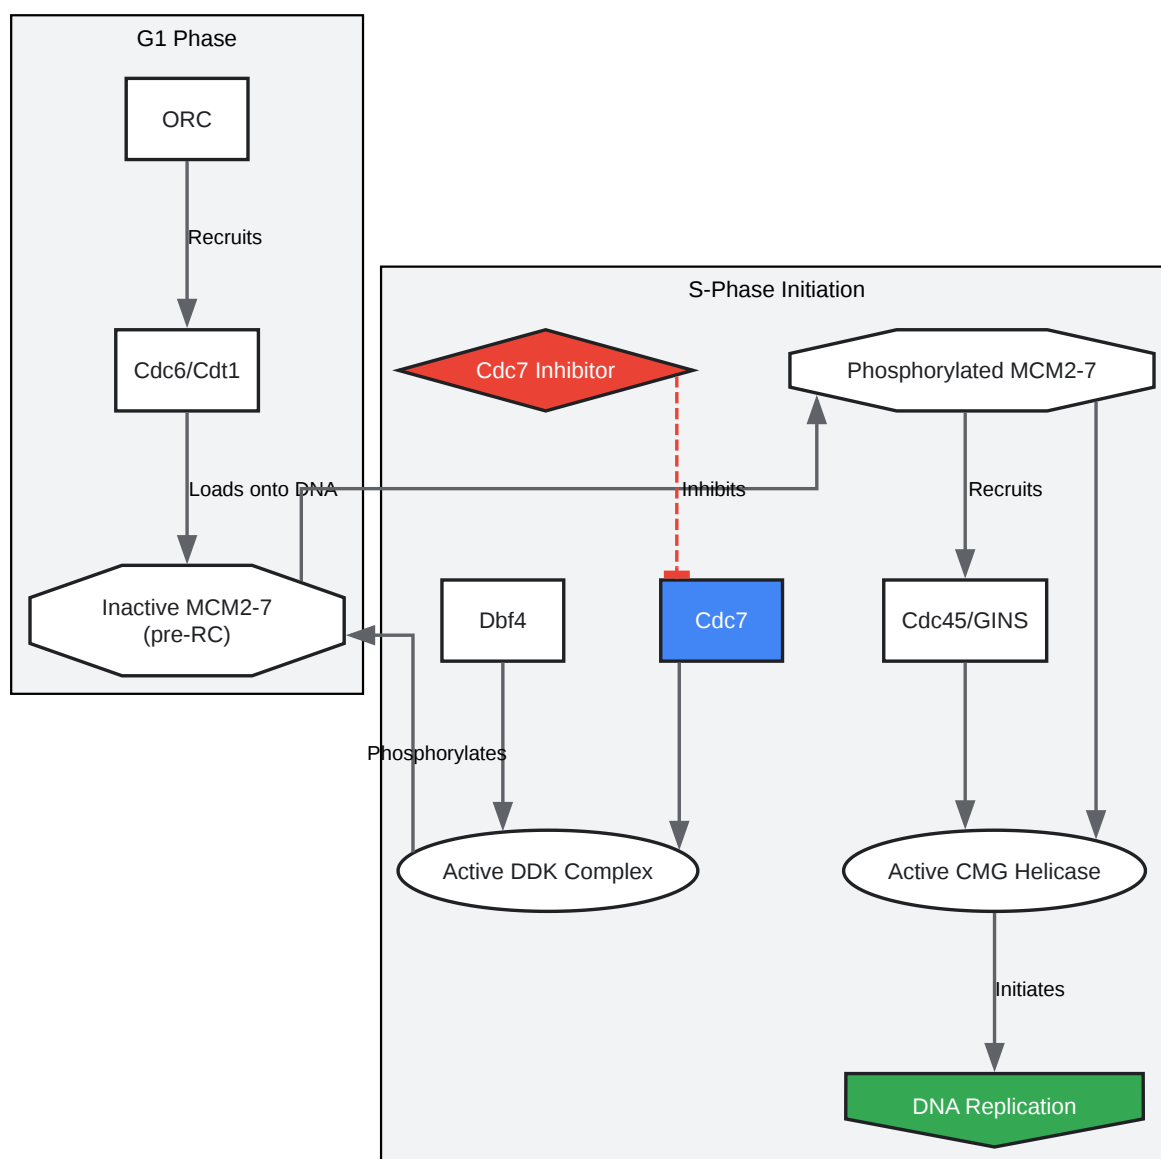 G1 Phase
ORC
Recruits
Cdc6/Cdt1
Loads onto DNA
Inactive MCM2-7
(pre-RC)
S-Phase Initiation
Cdc7 Inhibitor
Phosphorylated MCM2-7
Inhibits
Recruits
Dbf4
Cdc7
Cdc45/GINS
Phosphorylates
Active DDK Complex
Active CMG Helicase
Initiates
DNA Replication